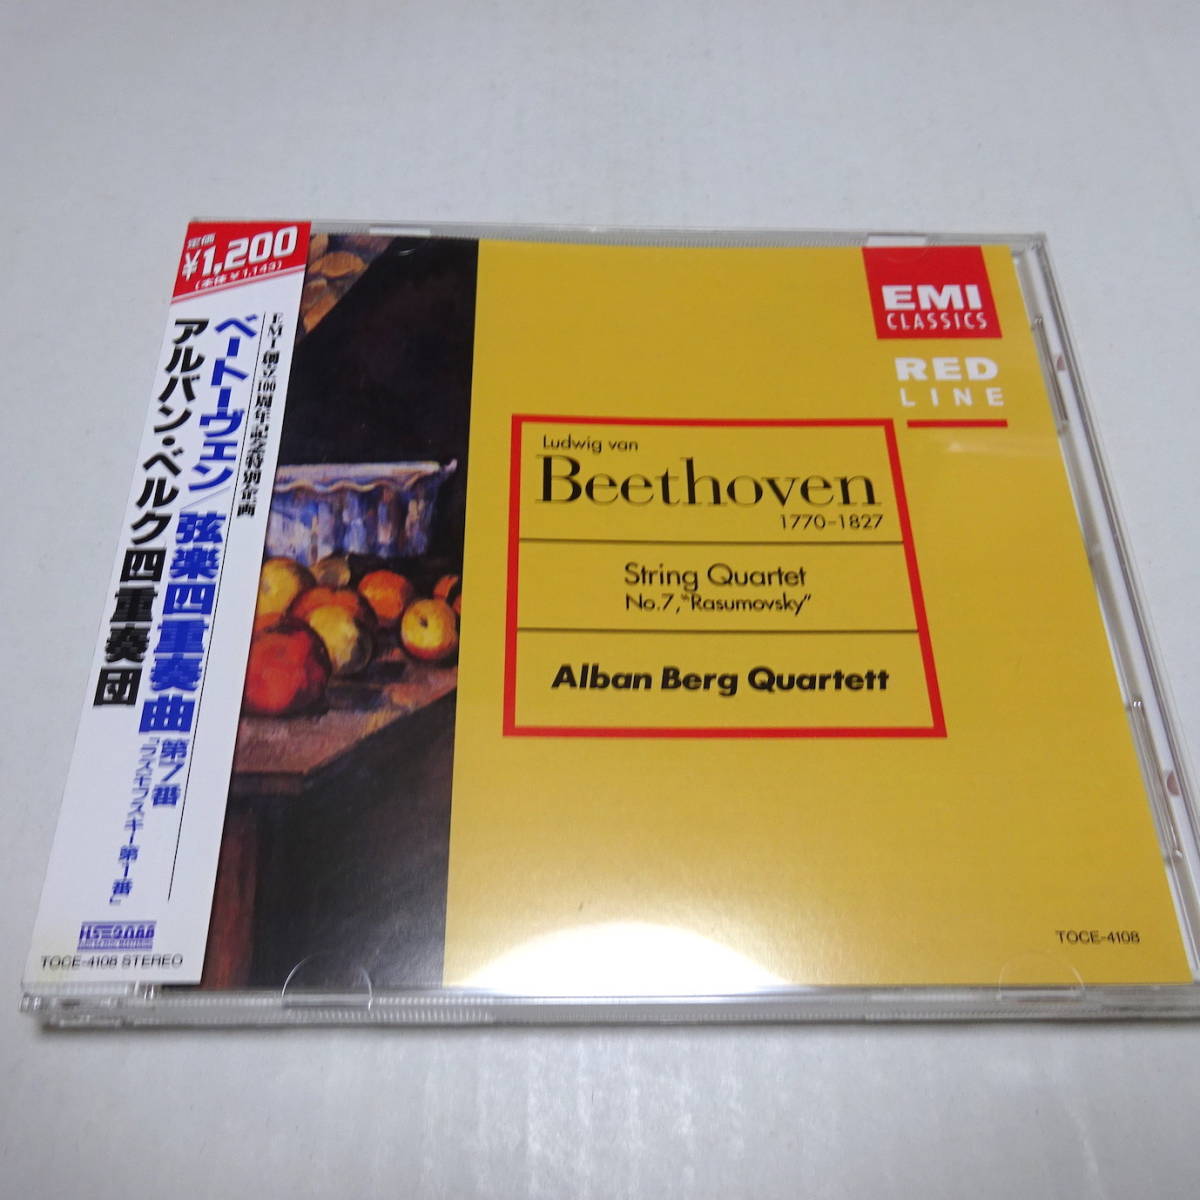 定価
¥1,200
(本体¥1,143)
EMI創立100周年記念特別企画
ベートーヴェン/弦楽四重奏曲 第7番
「ラズモフスキー第1番」
アルバン・ベルク四重奏団
HS-2088
TOCE-4108 STEREO
EMI
CLASSICS
RED
LINE
Ludwig van
Beethoven
1770-1827
String Quartet
No.7,"Rasumovsky"
Alban Berg Quartett
TOCE-4108